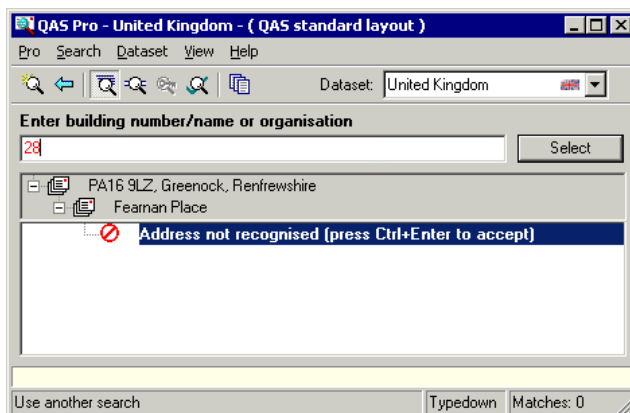 QAS Pro - United Kingdom - ( QAS standard layout )
Pro Search Dataset View Help
Dataset: United Kingdom
Enter building number/name or organisation
28
Select
PA16 9LZ, Greenock, Renfrewshire
Fearnan Place
Address not recognised (press Ctrl+Enter to accept)
Use another search Typedown Matches: 0